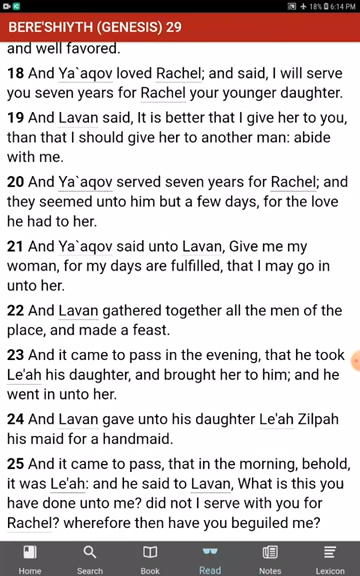 18% 6:14 PM
BERE'SHIYTH (GENESIS) 29
and well favored.
18 And Ya`aqov loved Rachel; and said, I will serve
you seven years for Rachel your younger daughter.
19 And Lavan said, It is better that I give her to you,
than that I should give her to another man: abide
with me.
20 And Ya`aqov served seven years for Rachel; and
they seemed unto him but a few days, for the love
he had to her.
21 And Ya`aqov said unto Lavan, Give me my
woman, for my days are fulfilled, that I may go in
unto her.
22 And Lavan gathered together all the men of the
place, and made a feast.
23 And it came to pass in the evening, that he took
Le'ah his daughter, and brought her to him; and he
went in unto her.
24 And Lavan gave unto his daughter Le'ah Zilpah
his maid for a handmaid.
25 And it came to pass, that in the morning, behold,
it was Le'ah: and he said to Lavan, What is this you
have done unto me? did not I serve with you for
Rachel? wherefore then have you beguiled me?
Home Search Book Read Notes Lexicon